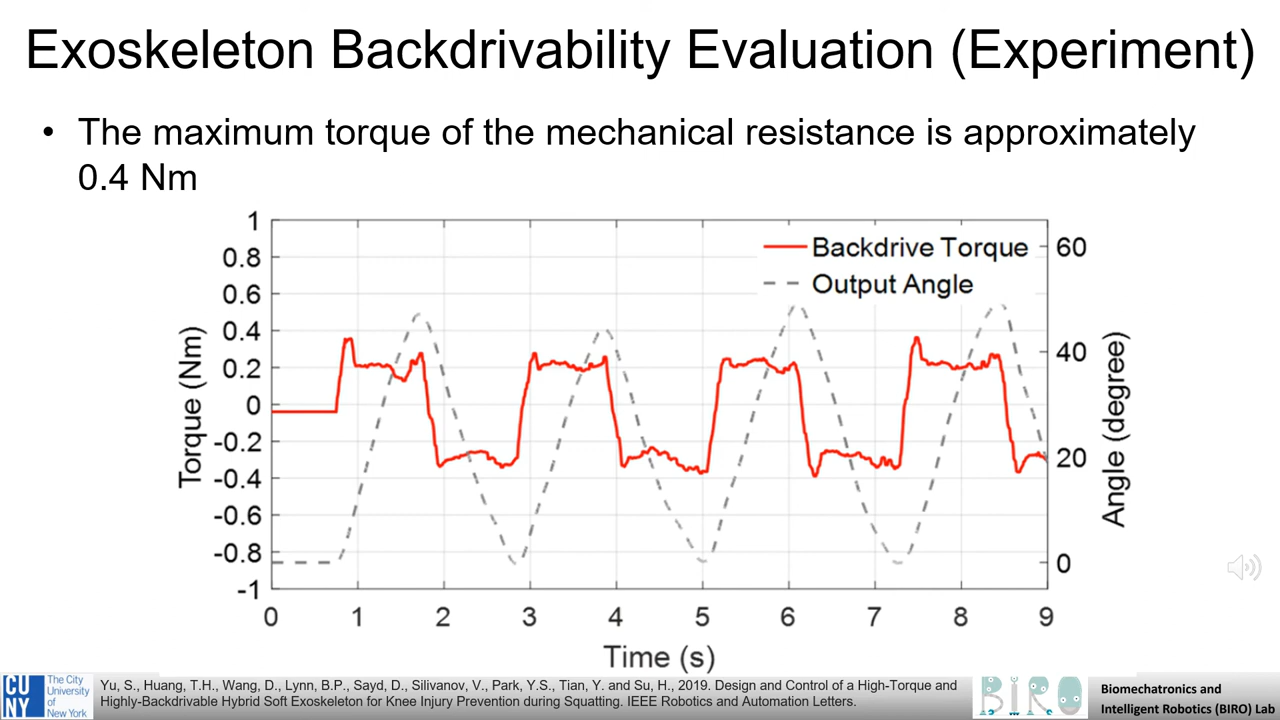 Exoskeleton Backdrivability Evaluation (Experiment)
• The maximum torque of the mechanical resistance is approximately
0.4 Nm
1
0.8
0.6
0.4
0.2
0
-0.2
-0.4
-0.6
-0.8
-1
Torque (Nm)
Backdrive Torque
Output Angle
60
40
20
0
Angle (degree)
0 1 2 3 4 5 6 7 8 9
Time (s)
CU
NY
The City
University
of
New York
Yu, S., Huang, T.H., Wang, D., Lynn, B.P., Sayd, D., Silivanov, V., Park, Y.S., Tian, Y. and Su, H., 2019. Design and Control of a High-Torque and
Highly-Backdrivable Hybrid Soft Exoskeleton for Knee Injury Prevention during Squatting. IEEE Robotics and Automation Letters.
BIRO
Biomechatronics and
Intelligent Robotics (BIRO) Lab